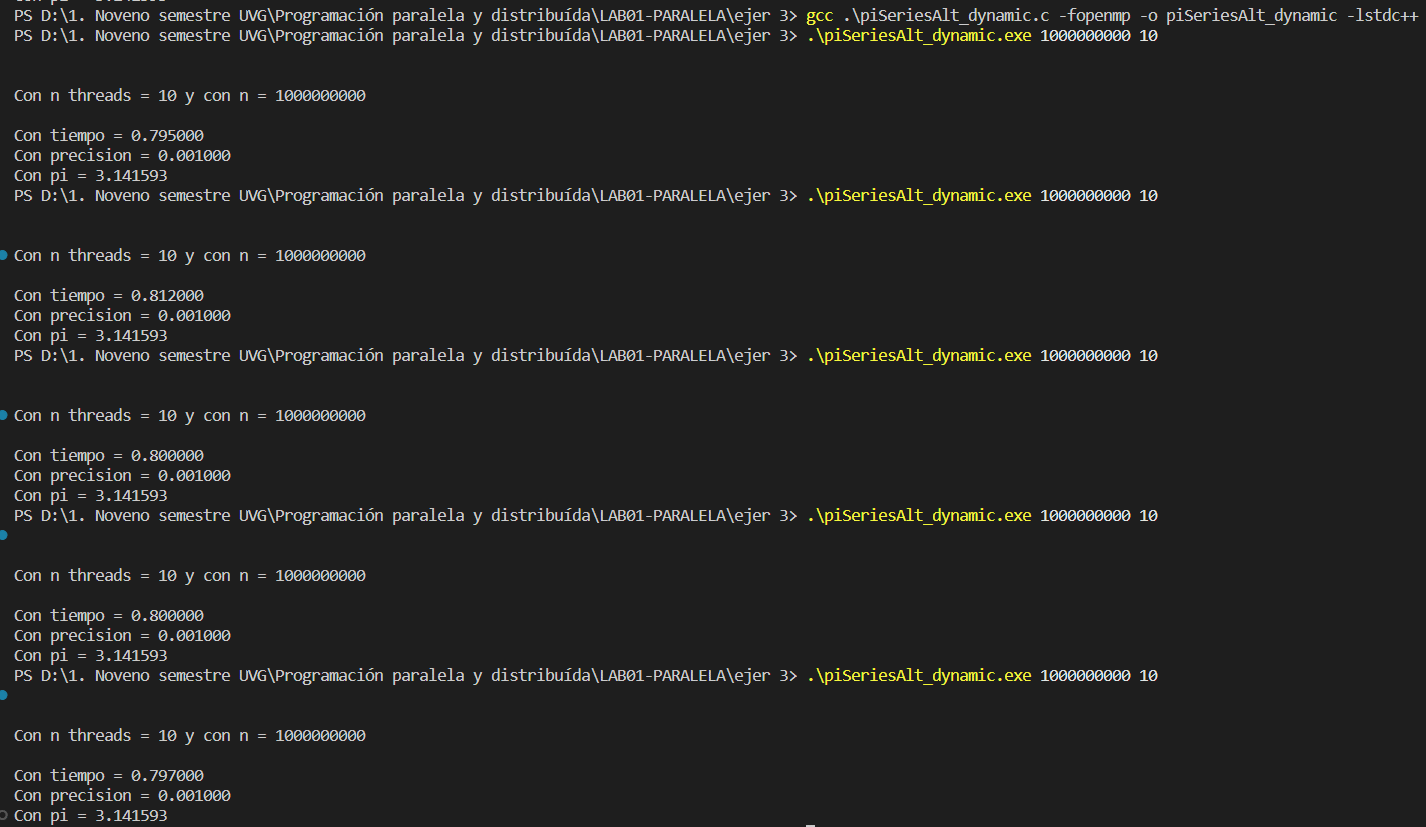 PS D:\1. Noveno semestre UVG\Programación paralela y distribuída\LAB01-PARALELA\ejer 3> gcc .\piSeriesAlt_dynamic.c -fopenmp -o piSeriesAlt_dynamic -lstdc++
PS D:\1. Noveno semestre UVG\Programación paralela y distribuída\LAB01-PARALELA\ejer 3> .\piSeriesAlt_dynamic.exe 1000000000 10
Con n threads = 10 y con n = 1000000000
Con tiempo = 0.795000
Con precision = 0.001000
Con pi = 3.141593
PS D:\1. Noveno semestre UVG\Programación paralela y distribuída\LAB01-PARALELA\ejer 3> .\piSeriesAlt_dynamic.exe 1000000000 10
Con n threads = 10 y con n = 1000000000
Con tiempo = 0.812000
Con precision = 0.001000
Con pi = 3.141593
PS D:\1. Noveno semestre UVG\Programación paralela y distribuída\LAB01-PARALELA\ejer 3> .\piSeriesAlt_dynamic.exe 1000000000 10
Con n threads = 10 y con n = 1000000000
Con tiempo = 0.800000
Con precision = 0.001000
Con pi = 3.141593
PS D:\1. Noveno semestre UVG\Programación paralela y distribuída\LAB01-PARALELA\ejer 3> .\piSeriesAlt_dynamic.exe 1000000000 10
Con n threads = 10 y con n = 1000000000
Con tiempo = 0.800000
Con precision = 0.001000
Con pi = 3.141593
PS D:\1. Noveno semestre UVG\Programación paralela y distribuída\LAB01-PARALELA\ejer 3> .\piSeriesAlt_dynamic.exe 1000000000 10
Con n threads = 10 y con n = 1000000000
Con tiempo = 0.797000
Con precision = 0.001000
Con pi = 3.141593